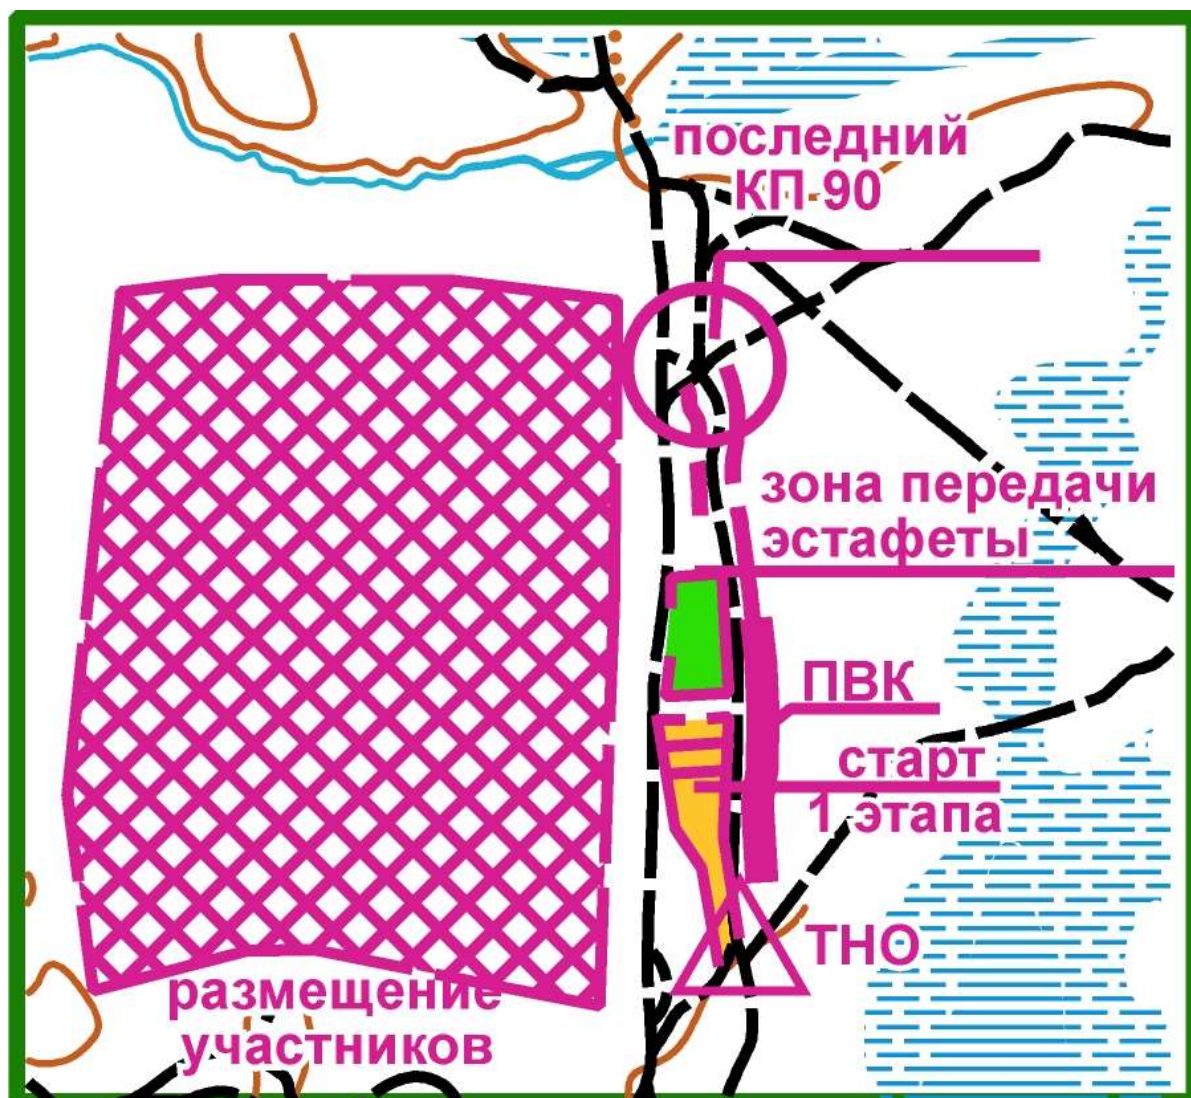 последний
КП 90
зона передачи
эстафеты
ПВК
старт
1 этапа
ТНО
размещение
участников